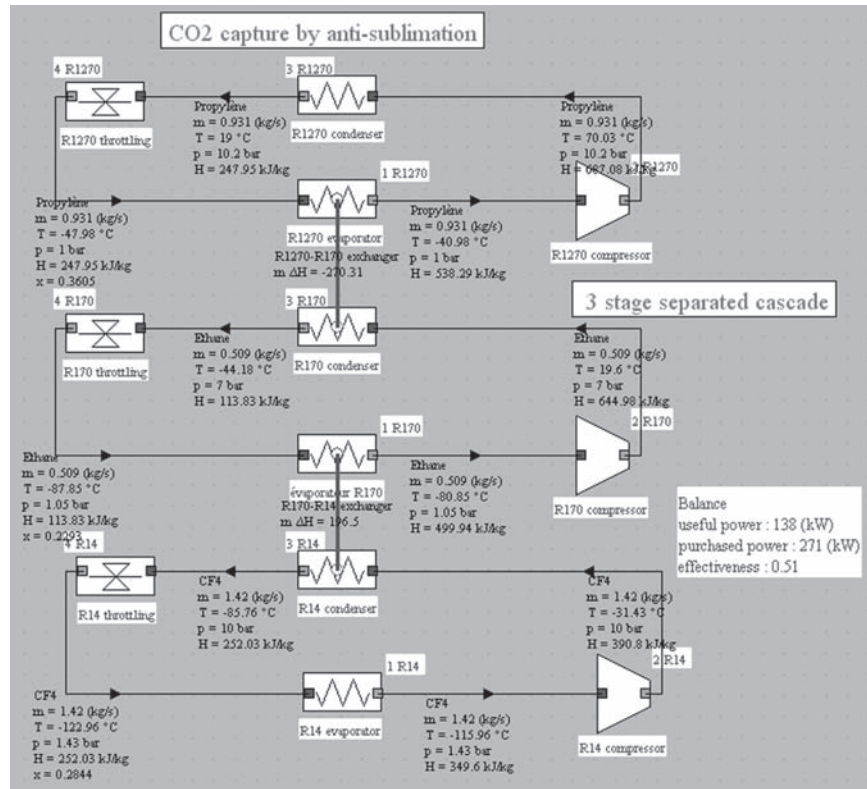 CO2 capture by anti-sublimation
4 R1270
3 R1270
R1270 throttling
Propylène
m = 0.931 (kg/s)
T = 19 °C
p = 10.2 bar
H = 247.95 kJ/kg
R1270 condenser
Propylène
m = 0.931 (kg/s)
T = 70.03 °C
p = 10.2 bar
H = 687.08 kJ/kg
2 R1270
1 R1270
Propylène
m = 0.931 (kg/s)
T = -47.98 °C
p = 1 bar
H = 247.95 kJ/kg
x = 0.3605
R1270 evaporator
R1270-R170 exchanger
m ΔH = -270.31
Propylène
m = 0.931 (kg/s)
T = -40.98 °C
p = 1 bar
H = 538.29 kJ/kg
R1270 compressor
3 stage separated cascade
4 R170
3 R170
R170 throttling
Ethane
m = 0.509 (kg/s)
T = -44.18 °C
p = 7 bar
H = 113.83 kJ/kg
R170 condenser
Ethane
m = 0.509 (kg/s)
T = 19.6 °C
p = 7 bar
H = 644.98 kJ/kg
2 R170
1 R170
Ethane
m = 0.509 (kg/s)
T = -87.85 °C
p = 1.05 bar
H = 113.83 kJ/kg
x = 0.2293
évaporateur R170
R170-R14 exchanger
m ΔH = 196.5
Ethane
m = 0.509 (kg/s)
T = -80.85 °C
p = 1.05 bar
H = 499.94 kJ/kg
R170 compressor
Balance
useful power : 138 (kW)
purchased power : 271 (kW)
effectiveness : 0.51
4 R14
3 R14
R14 throttling
CF4
m = 1.42 (kg/s)
T = -85.76 °C
p = 10 bar
H = 252.03 kJ/kg
R14 condenser
CF4
m = 1.42 (kg/s)
T = -31.43 °C
p = 10 bar
H = 390.8 kJ/kg
2 R14
1 R14
CF4
m = 1.42 (kg/s)
T = -122.96 °C
p = 1.43 bar
H = 252.03 kJ/kg
x = 0.2844
R14 evaporator
CF4
m = 1.42 (kg/s)
T = -115.96 °C
p = 1.43 bar
H = 349.6 kJ/kg
R14 compressor